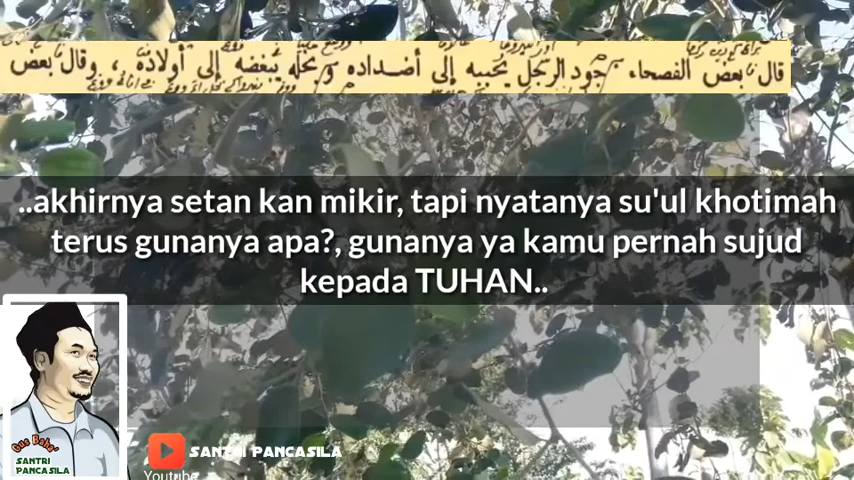 قال بعض الفصحاء جود الرجل يحببه إلى أضداده وبخله يبغضه إلى أولاده ، وقال بعض
..akhirnya setan kan mikir, tapi nyatanya su'ul khotimah
terus gunanya apa?, gunanya ya kamu pernah sujud
kepada TUHAN..
Gus Baha'
SANTRI
PANCASILA
SANTRI PANCASILA
Youtube